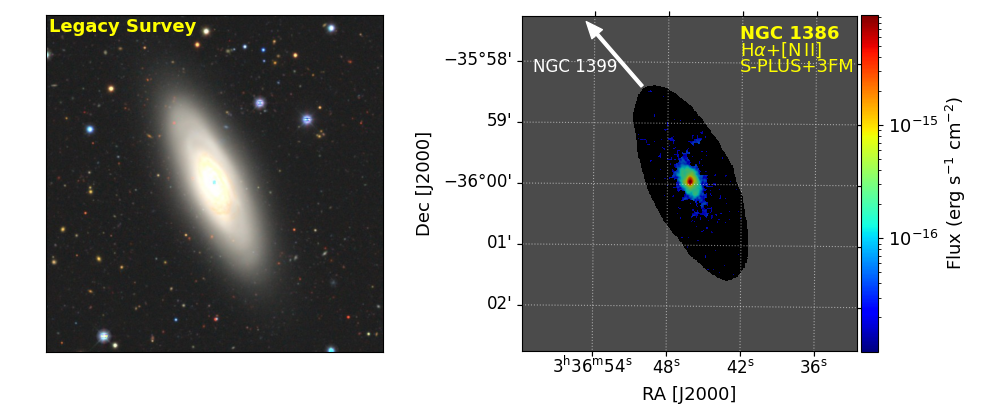 Legacy Survey
NGC 1386
Hα+[N II]
S-PLUS+3FM
NGC 1399
−35°58'
59'
−36°00'
01'
02'
Dec [J2000]
3ʰ36ᵐ54ˢ 48ˢ 42ˢ 36ˢ
RA [J2000]
10⁻¹⁵
10⁻¹⁶
Flux (erg s⁻¹ cm⁻²)